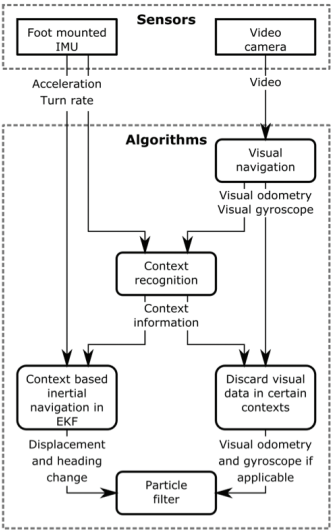 Sensors
Foot mounted
IMU
Video
camera
Acceleration
Turn rate
Video
Algorithms
Visual
navigation
Visual odometry
Visual gyroscope
Context
recognition
Context
information
Context based
inertial
navigation in
EKF
Discard visual
data in certain
contexts
Displacement
and heading
change
Visual odometry
and gyroscope if
applicable
Particle
filter